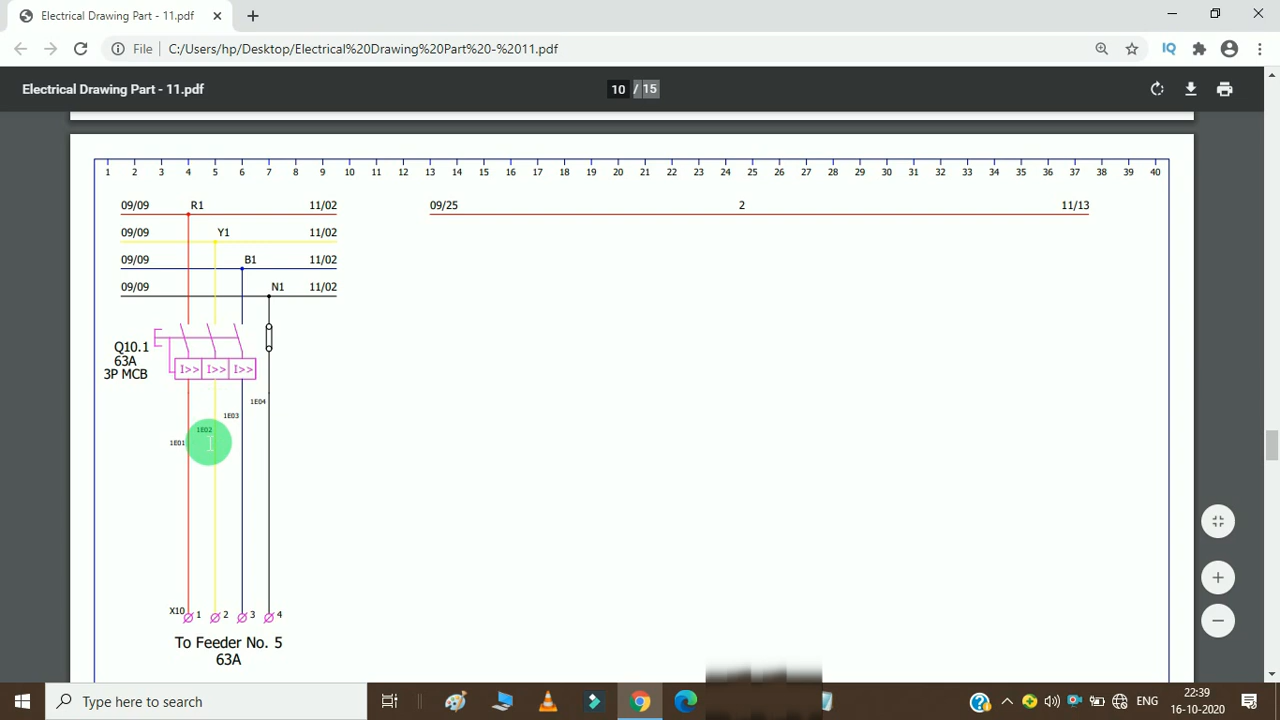 Electrical Drawing Part - 11.pdf
File C:/Users/hp/Desktop/Electrical%20Drawing%20Part%20-%2011.pdf
IQ
Electrical Drawing Part - 11.pdf
10 / 15
1 2 3 4 5 6 7 8 9 10 11 12 13 14 15 16 17 18 19 20 21 22 23 24 25 26 27 28 29 30 31 32 33 34 35 36 37 38 39 40
09/09 R1 11/02 09/25 2 11/13
09/09 Y1 11/02
09/09 B1 11/02
09/09 N1 11/02
Q10.1
63A
3P MCB
I>> I>> I>>
1E04
1E03
1E02
1E01
X10 1 2 3 4
To Feeder No. 5
63A
Type here to search
ENG
22:39
16-10-2020